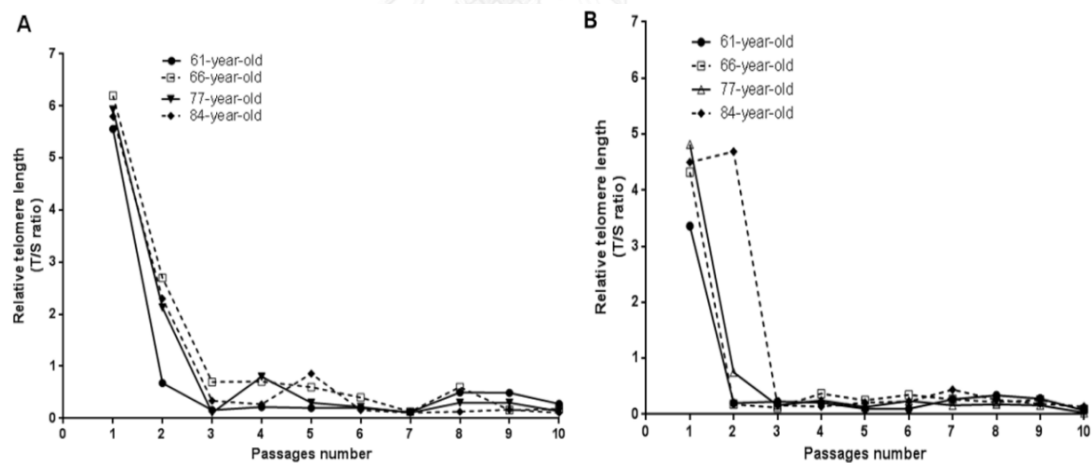 A
7
6
5
4
3
2
1
0
Relative telomere length
(T/S ratio)
61-year-old
66-year-old
77-year-old
84-year-old
0 1 2 3 4 5 6 7 8 9 10
Passages number
B
7
6
5
4
3
2
1
0
Relative telomere length
(T/S ratio)
61-year-old
66-year-old
77-year-old
84-year-old
0 1 2 3 4 5 6 7 8 9 10
Passages number